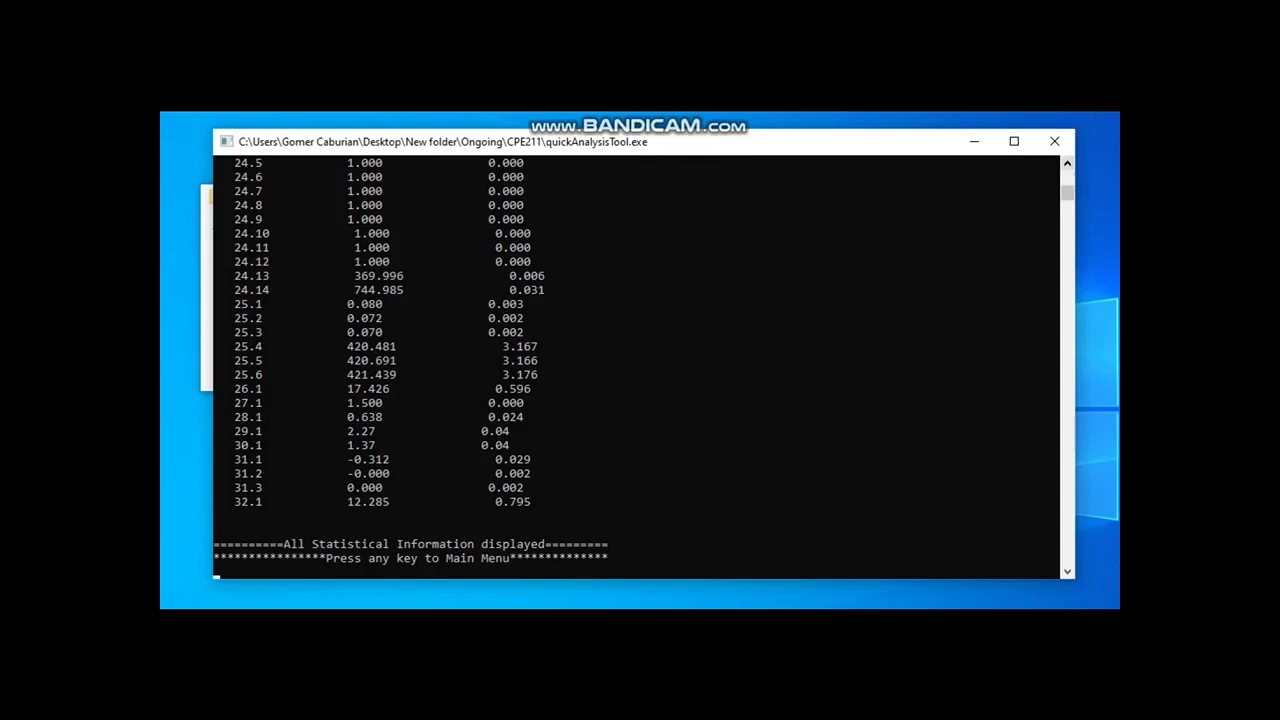 www.BANDICAM.com
C:\Users\Gomer Caburian\Desktop\New folder\Ongoing\CPE211\quickAnalysisTool.exe
24.5 1.000 0.000
24.6 1.000 0.000
24.7 1.000 0.000
24.8 1.000 0.000
24.9 1.000 0.000
24.10 1.000 0.000
24.11 1.000 0.000
24.12 1.000 0.000
24.13 369.996 0.006
24.14 744.985 0.031
25.1 0.080 0.003
25.2 0.072 0.002
25.3 0.070 0.002
25.4 420.481 3.167
25.5 420.691 3.166
25.6 421.439 3.176
26.1 17.426 0.596
27.1 1.500 0.000
28.1 0.638 0.024
29.1 2.27 0.04
30.1 1.37 0.04
31.1 -0.312 0.029
31.2 -0.000 0.002
31.3 0.000 0.002
32.1 12.285 0.795
==========All Statistical Information displayed=========
****************Press any key to Main Menu**************